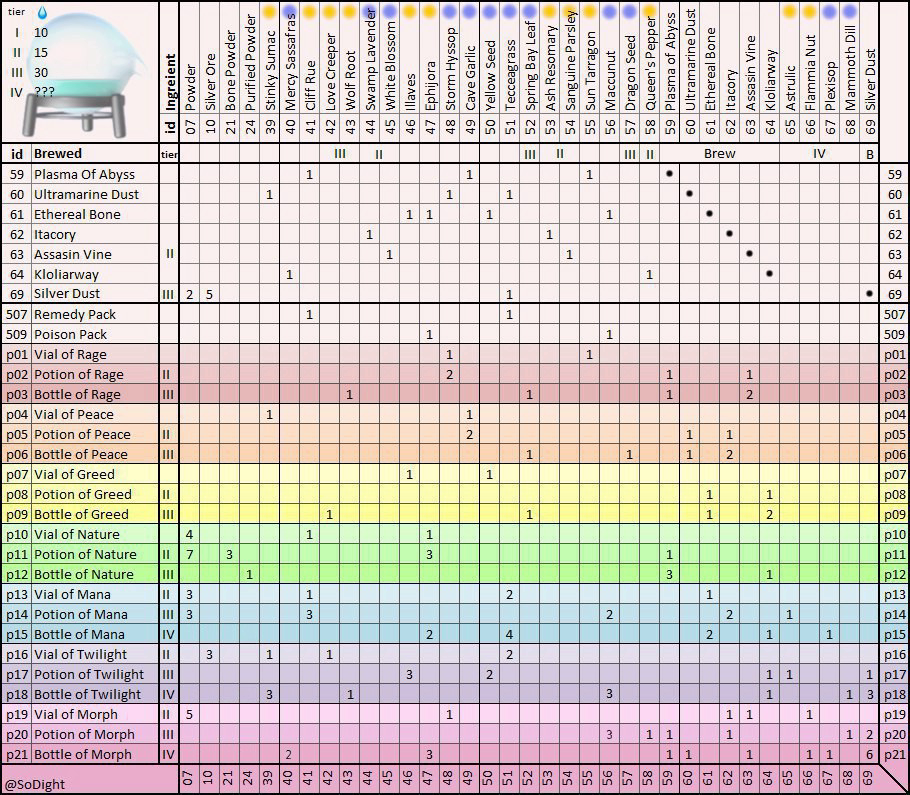 tier
I 10
II 15
III 30
IV ???
id Ingreient
07 Powder
10 Silver Ore
21 Bone Powder
24 Purified Powder
39 Stinky Sumac
40 Mercy Sassafras
41 Cliff Rue
42 Love Creeper
43 Wolf Root
44 Swamp Lavender
45 White Blossom
46 Illaves
47 Ephijora
48 Storm Hyssop
49 Cave Garlic
50 Yellow Seed
51 Tecceagrass
52 Spring Bay Leaf
53 Ash Rosomary
54 Sanguine Parsley
55 Sun Tarragon
56 Maccunut
57 Dragon Seed
58 Queen's Pepper
59 Plasma of Abyss
60 Ultramarine Dust
61 Ethereal Bone
62 Itacory
63 Assasin Vine
64 Kloliarway
65 Astrulic
66 Flammia Nut
67 Plexisop
68 Mammoth Dill
69 Silver Dust
id Brewed tier III II III II III II Brew IV B
59 Plasma Of Abyss 1 1 1 • 59
60 Ultramarine Dust 1 1 1 • 60
61 Ethereal Bone 1 1 1 1 • 61
62 Itacory 1 1 • 62
63 Assasin Vine II 1 1 • 63
64 Kloliarway 1 1 • 64
69 Silver Dust III 2 5 1 • 69
507 Remedy Pack 1 1 507
509 Poison Pack 1 1 509
p01 Vial of Rage 1 1 p01
p02 Potion of Rage II 2 1 1 p02
p03 Bottle of Rage III 1 1 1 2 p03
p04 Vial of Peace 1 1 p04
p05 Potion of Peace II 2 1 1 p05
p06 Bottle of Peace III 1 1 1 2 p06
p07 Vial of Greed 1 1 p07
p08 Potion of Greed II 1 1 p08
p09 Bottle of Greed III 1 1 1 2 p09
p10 Vial of Nature 4 1 1 p10
p11 Potion of Nature II 7 3 3 1 p11
p12 Bottle of Nature III 1 3 1 p12
p13 Vial of Mana II 3 1 2 1 p13
p14 Potion of Mana III 3 3 2 2 1 p14
p15 Bottle of Mana IV 2 4 2 1 1 p15
p16 Vial of Twilight II 3 1 1 2 p16
p17 Potion of Twilight III 3 2 1 1 1 p17
p18 Bottle of Twilight IV 3 1 3 1 1 3 p18
p19 Vial of Morph II 5 1 1 1 1 p19
p20 Potion of Morph III 3 1 1 1 1 2 p20
p21 Bottle of Morph IV 2 3 1 1 1 1 1 6 p21
@SoDight 07 10 21 24 39 40 41 42 43 44 45 46 47 48 49 50 51 52 53 54 55 56 57 58 59 60 61 62 63 64 65 66 67 68 69